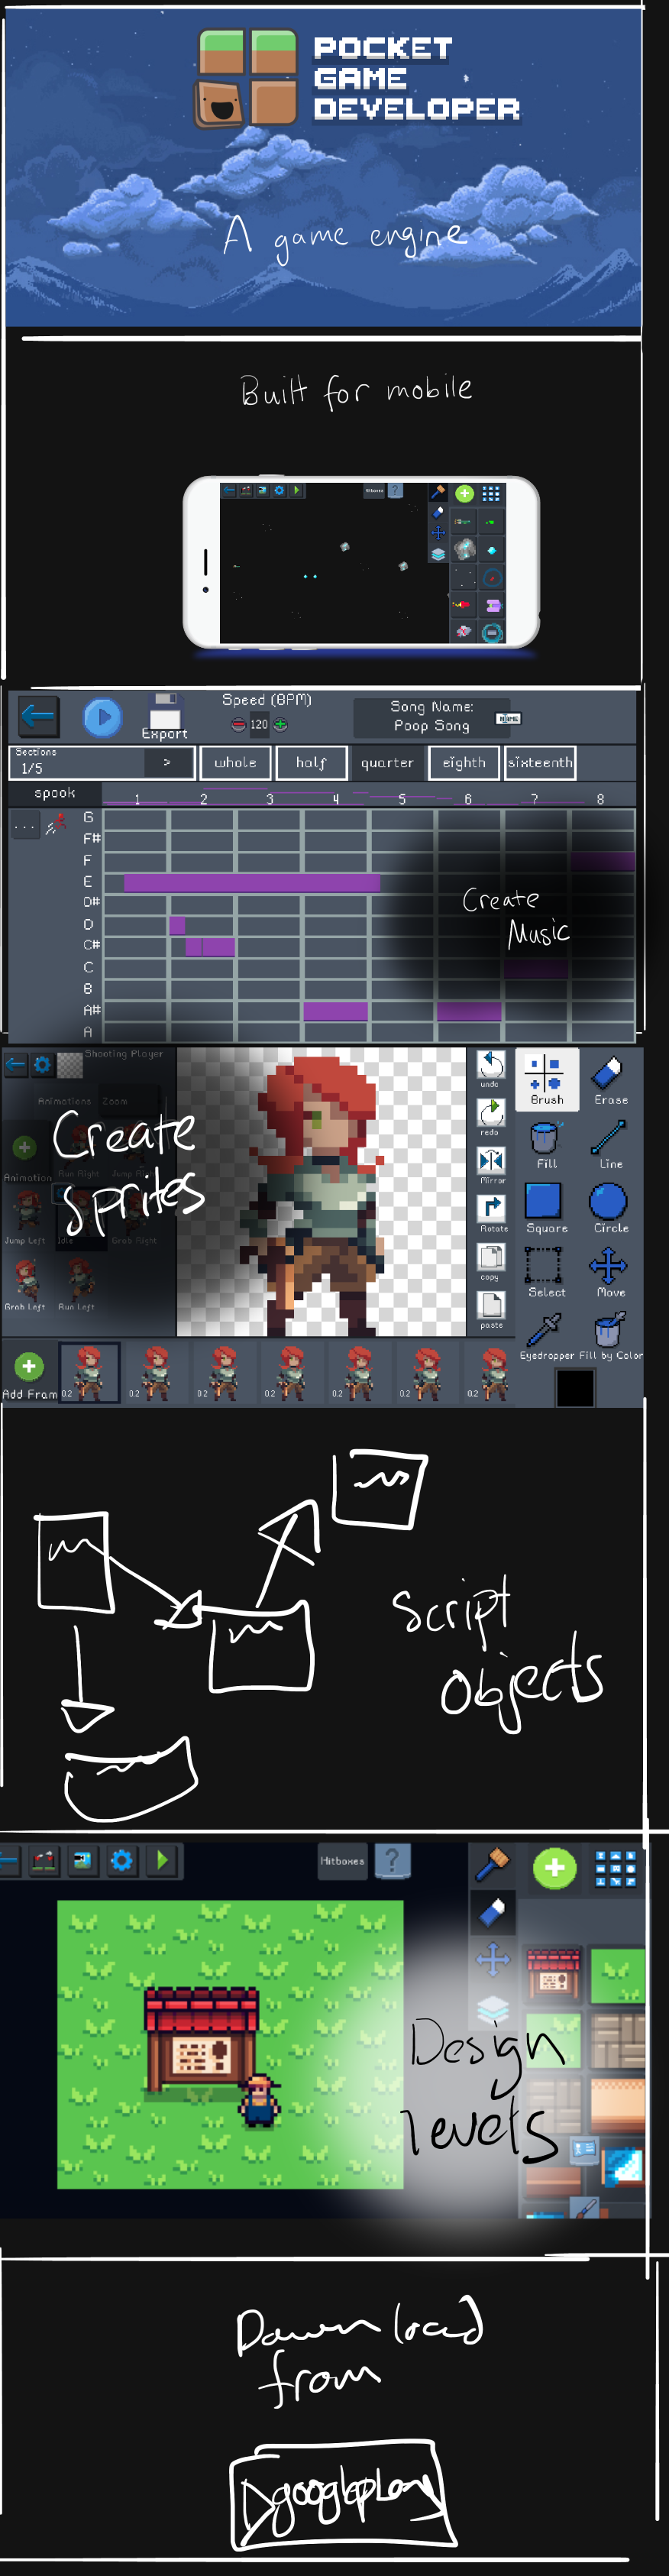 POCKET
GAME
DEVELOPER
A game engine
Built for mobile
Hitboxes
?
Speed (BPM)
120
Song Name:
Poop Song
Export
Sections
1/5
>
whole
half
quarter
eighth
sixteenth
spook
1 2 3 4 5 6 7 8
...
G
F#
F
E
D#
D
C#
C
B
A#
A
Create
Music
Shooting Player
Animations
Zoom
Create
Sprites
Animation
Run Right
Jump Left
Idle
Grab Right
Grab Left
Run Left
undo
redo
Mirror
Rotate
copy
paste
Brush
Erase
Fill
Line
Square
Circle
Select
Move
Eyedropper
Fill by Color
Add Fram
0.2 0.2 0.2 0.2 0.2 0.2 0.2
Script
Objects
Hitboxes
?
Design
levels
Download
from
googleplay